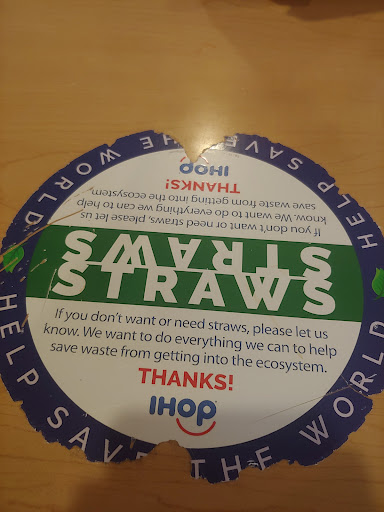 HELP SAVE THE WORLD
STRAWS
If you don't want or need straws, please let us
know. We want to do everything we can to help
save waste from getting into the ecosystem.
THANKS!
IHOP
STRAWS
If you don't want or need straws, please let us
know. We want to do everything we can to help
save waste from getting into the ecosystem.
THANKS!
IHOP
HELP SAVE THE WORLD